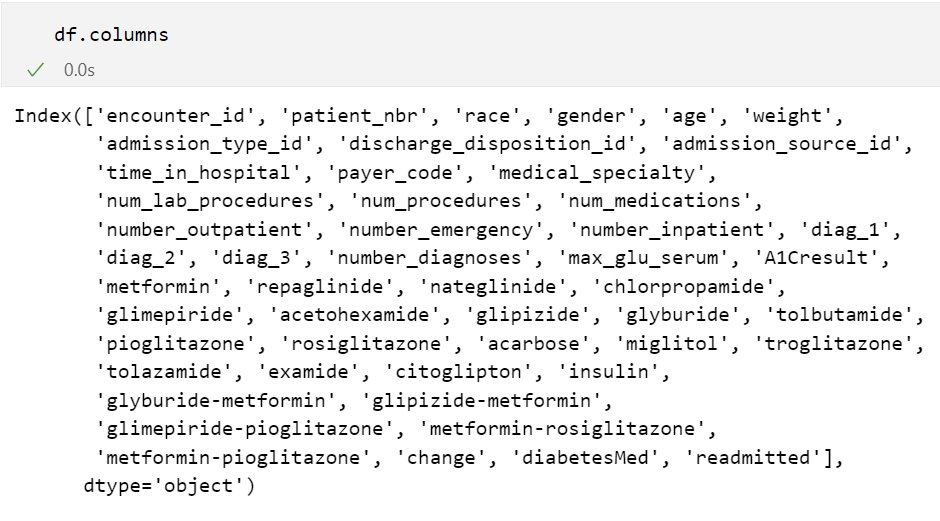 df.columns
0.0s
Index(['encounter_id', 'patient_nbr', 'race', 'gender', 'age', 'weight',
'admission_type_id', 'discharge_disposition_id', 'admission_source_id',
'time_in_hospital', 'payer_code', 'medical_specialty',
'num_lab_procedures', 'num_procedures', 'num_medications',
'number_outpatient', 'number_emergency', 'number_inpatient', 'diag_1',
'diag_2', 'diag_3', 'number_diagnoses', 'max_glu_serum', 'A1Cresult',
'metformin', 'repaglinide', 'nateglinide', 'chlorpropamide',
'glimepiride', 'acetohexamide', 'glipizide', 'glyburide', 'tolbutamide',
'pioglitazone', 'rosiglitazone', 'acarbose', 'miglitol', 'troglitazone',
'tolazamide', 'examide', 'citoglipton', 'insulin',
'glyburide-metformin', 'glipizide-metformin',
'glimepiride-pioglitazone', 'metformin-rosiglitazone',
'metformin-pioglitazone', 'change', 'diabetesMed', 'readmitted'],
dtype='object')